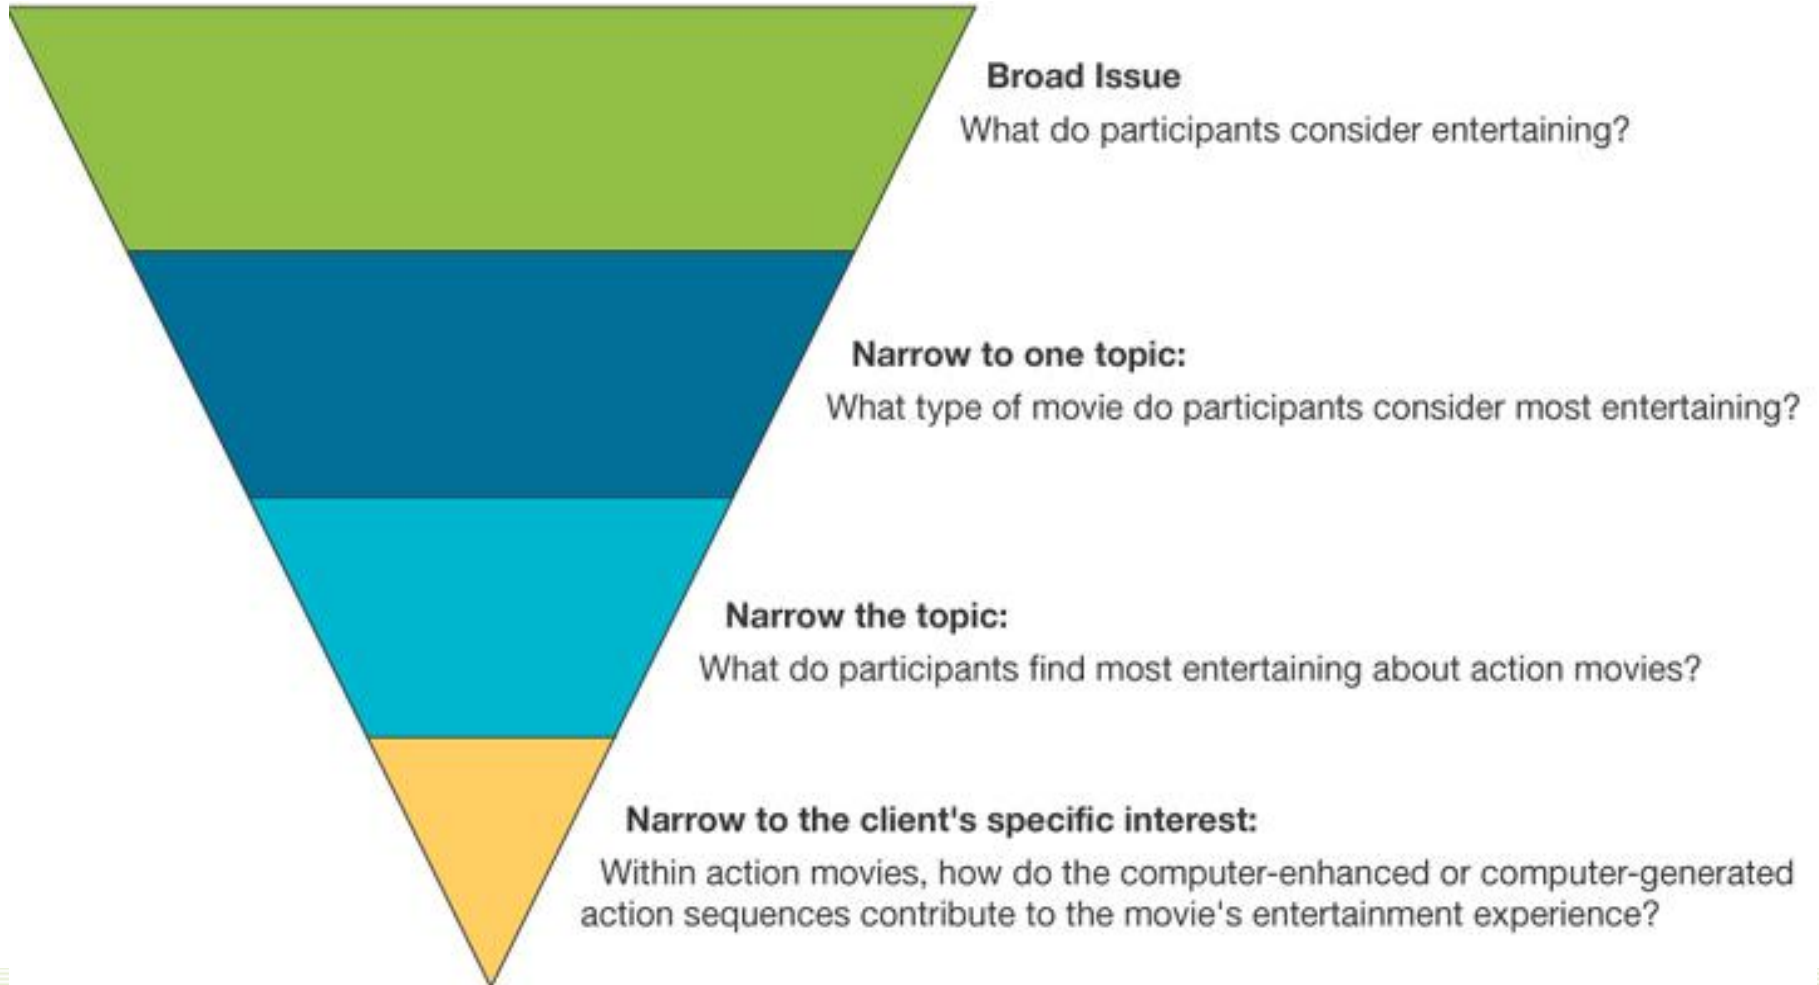 Broad Issue
What do participants consider entertaining?
Narrow to one topic:
What type of movie do participants consider most entertaining?
Narrow the topic:
What do participants find most entertaining about action movies?
Narrow to the client's specific interest:
Within action movies, how do the computer-enhanced or computer-generated
action sequences contribute to the movie's entertainment experience?